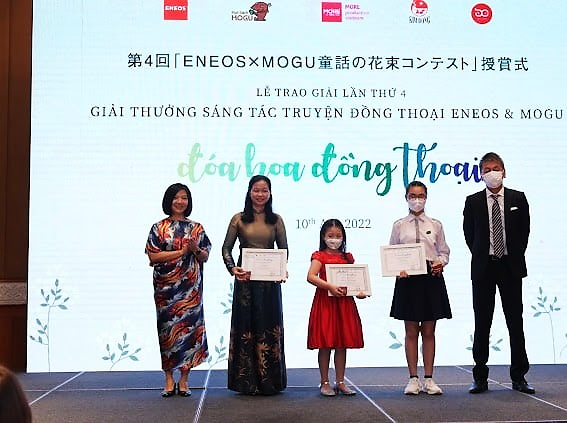 ENEOS
MOGU
MORE
第4回「ENEOS×MOGU童話の花束コンテスト」授賞式
LỄ TRAO GIẢI LẦN THỨ 4
GIẢI THƯỞNG SÁNG TÁC TRUYỆN ĐỒNG THOẠI ENEOS & MOGU
đóa hoa đồng thoại
10th 2022